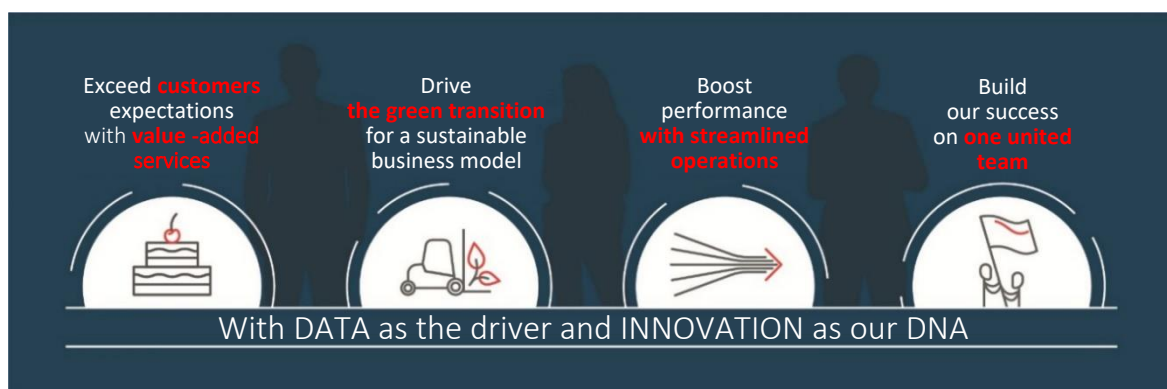 Exceed customers
expectations
with value -added
services
Drive
the green transition
for a sustainable
business model
Boost
performance
with streamlined
operations
Build
our success
on one united
team
With DATA as the driver and INNOVATION as our DNA